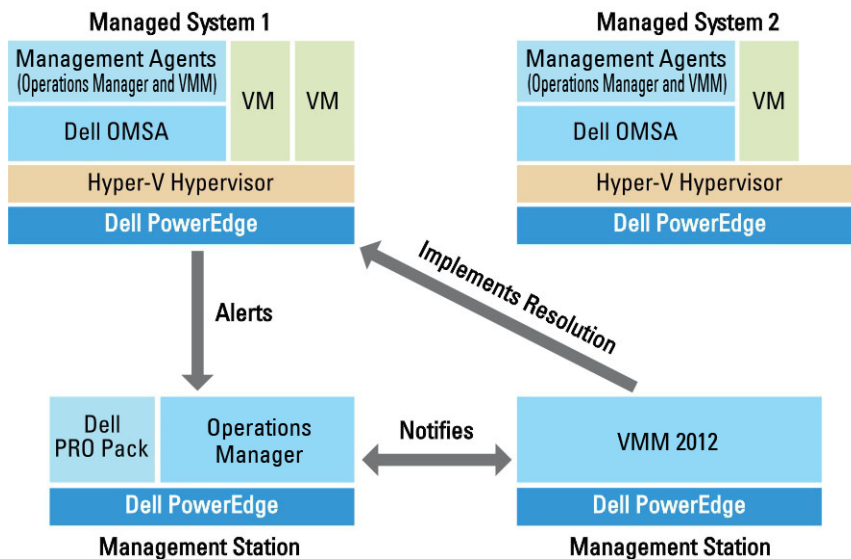 Managed System 1
Management Agents
(Operations Manager and VMM)
Dell OMSA
VM
VM
Hyper-V Hypervisor
Dell PowerEdge
Managed System 2
Management Agents
(Operations Manager and VMM)
Dell OMSA
VM
Hyper-V Hypervisor
Dell PowerEdge
Alerts
Implements Resolution
Dell
PRO Pack
Operations
Manager
Dell PowerEdge
Management Station
Notifies
VMM 2012
Dell PowerEdge
Management Station